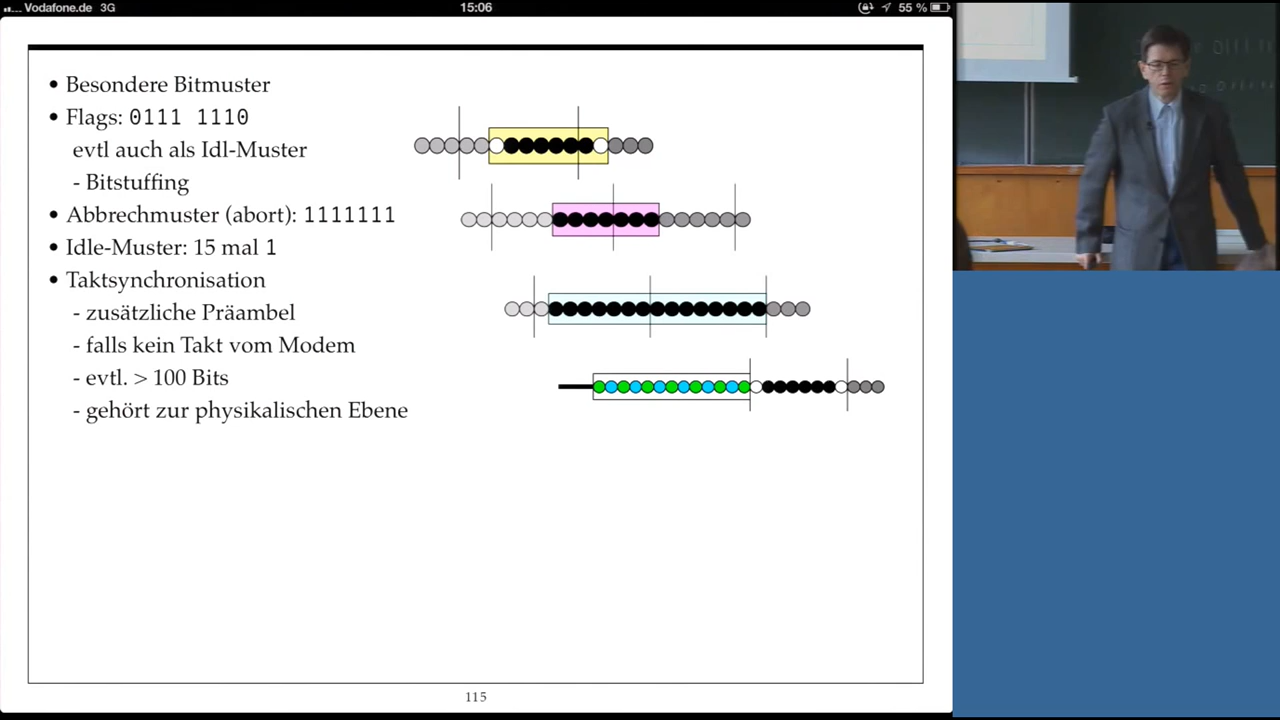 Vodafone.de 3G 15:06 55 %
• Besondere Bitmuster
• Flags: 0111 1110
evtl auch als Idl-Muster
- Bitstuffing
• Abbrechmuster (abort): 1111111
• Idle-Muster: 15 mal 1
• Taktsynchronisation
- zusätzliche Präambel
- falls kein Takt vom Modem
- evtl. > 100 Bits
- gehört zur physikalischen Ebene
115